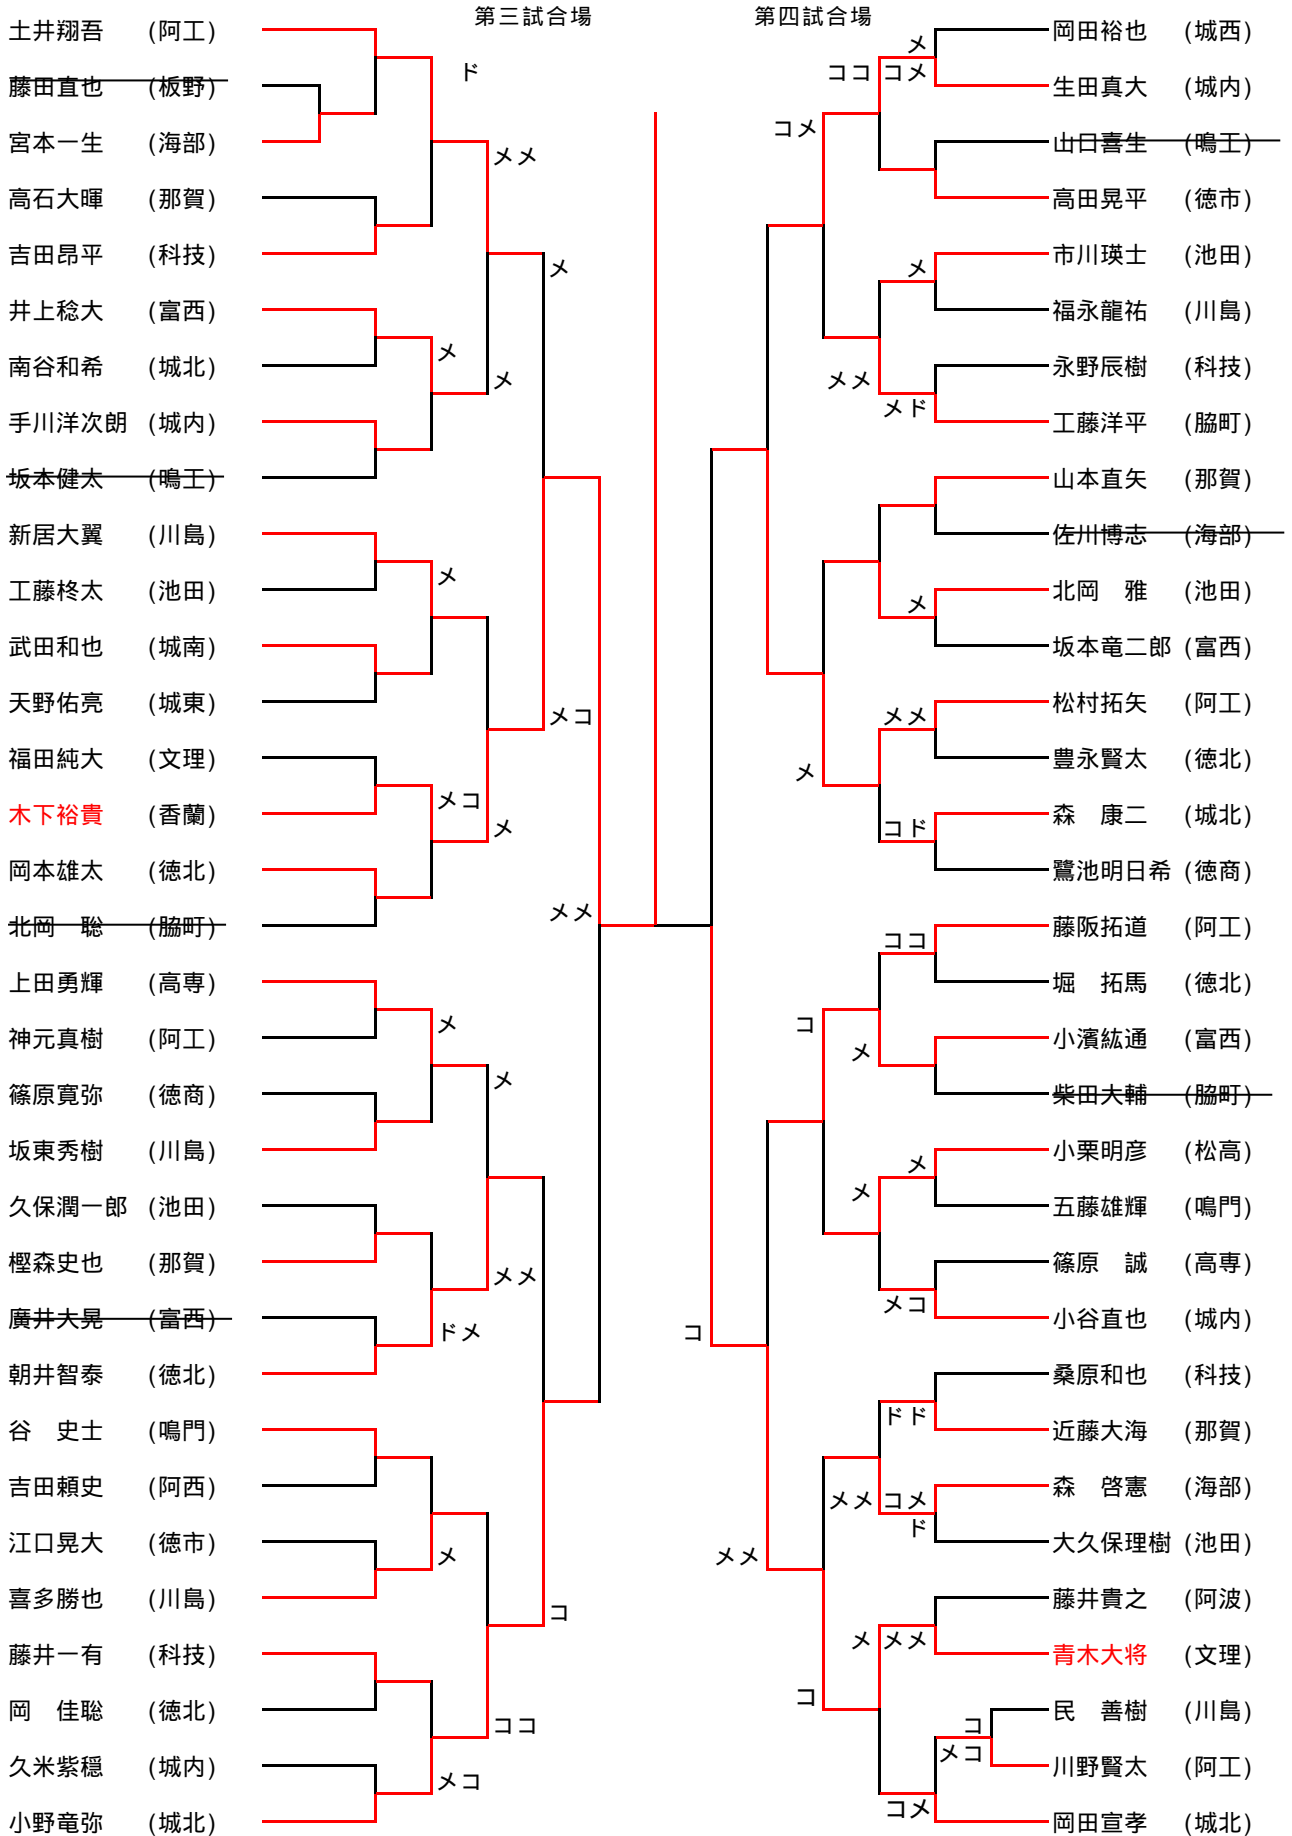 第三試合場
第四試合場
土井翔吾 (阿工)
藤田直也 (板野)
宮本一生 (海部)
高石大暉 (那賀)
吉田昂平 (科技)
井上稔大 (富西)
南谷和希 (城北)
手川洋次朗 (城内)
坂本健太 (鳴工)
新居大翼 (川島)
工藤柊太 (池田)
武田和也 (城南)
天野佑亮 (城東)
福田純大 (文理)
木下裕貴 (香蘭)
岡本雄太 (徳北)
北岡 聡 (脇町)
上田勇輝 (高専)
神元真樹 (阿工)
篠原寛弥 (徳商)
坂東秀樹 (川島)
久保潤一郎 (池田)
樫森史也 (那賀)
廣井大晃 (富西)
朝井智泰 (徳北)
谷 史士 (鳴門)
吉田頼史 (阿西)
江口晃大 (徳市)
喜多勝也 (川島)
藤井一有 (科技)
岡 佳聡 (徳北)
久米紫穏 (城内)
小野竜弥 (城北)
ド
メメ
メ
メ
メ
メ
メコ
メコ
メ
メメ
メ
メ
メメ
ドメ
メ
コ
ココ
メコ
岡田裕也 (城西)
生田真大 (城内)
山口喜生 (鳴工)
高田晃平 (徳市)
市川瑛士 (池田)
福永龍祐 (川島)
永野辰樹 (科技)
工藤洋平 (脇町)
山本直矢 (那賀)
佐川博志 (海部)
北岡 雅 (池田)
坂本竜二郎 (富西)
松村拓矢 (阿工)
豊永賢太 (徳北)
森 康二 (城北)
鷺池明日希 (徳商)
藤阪拓道 (阿工)
堀 拓馬 (徳北)
小濱紘通 (富西)
柴田大輔 (脇町)
小栗明彦 (松高)
五藤雄輝 (鳴門)
篠原 誠 (高専)
小谷直也 (城内)
桑原和也 (科技)
近藤大海 (那賀)
森 啓憲 (海部)
大久保理樹 (池田)
藤井貴之 (阿波)
青木大将 (文理)
民 善樹 (川島)
川野賢太 (阿工)
岡田宣孝 (城北)
メ
ココ コメ
コメ
メ
メメ
メド
メ
メメ
メ
コド
ココ
コ
メ
メ
メ
メコ
コ
ドド
メメ コメ
ド
メメ
メ メメ
コ
コ
メコ
コメ